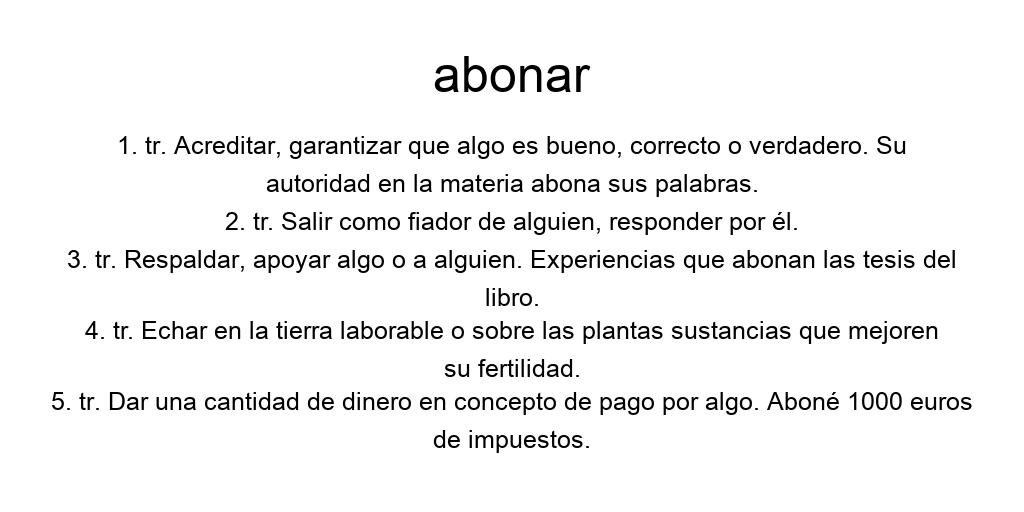 abonar
1. tr. Acreditar, garantizar que algo es bueno, correcto o verdadero. Su
autoridad en la materia abona sus palabras.
2. tr. Salir como fiador de alguien, responder por él.
3. tr. Respaldar, apoyar algo o a alguien. Experiencias que abonan las tesis del
libro.
4. tr. Echar en la tierra laborable o sobre las plantas sustancias que mejoren
su fertilidad.
5. tr. Dar una cantidad de dinero en concepto de pago por algo. Aboné 1000 euros
de impuestos.